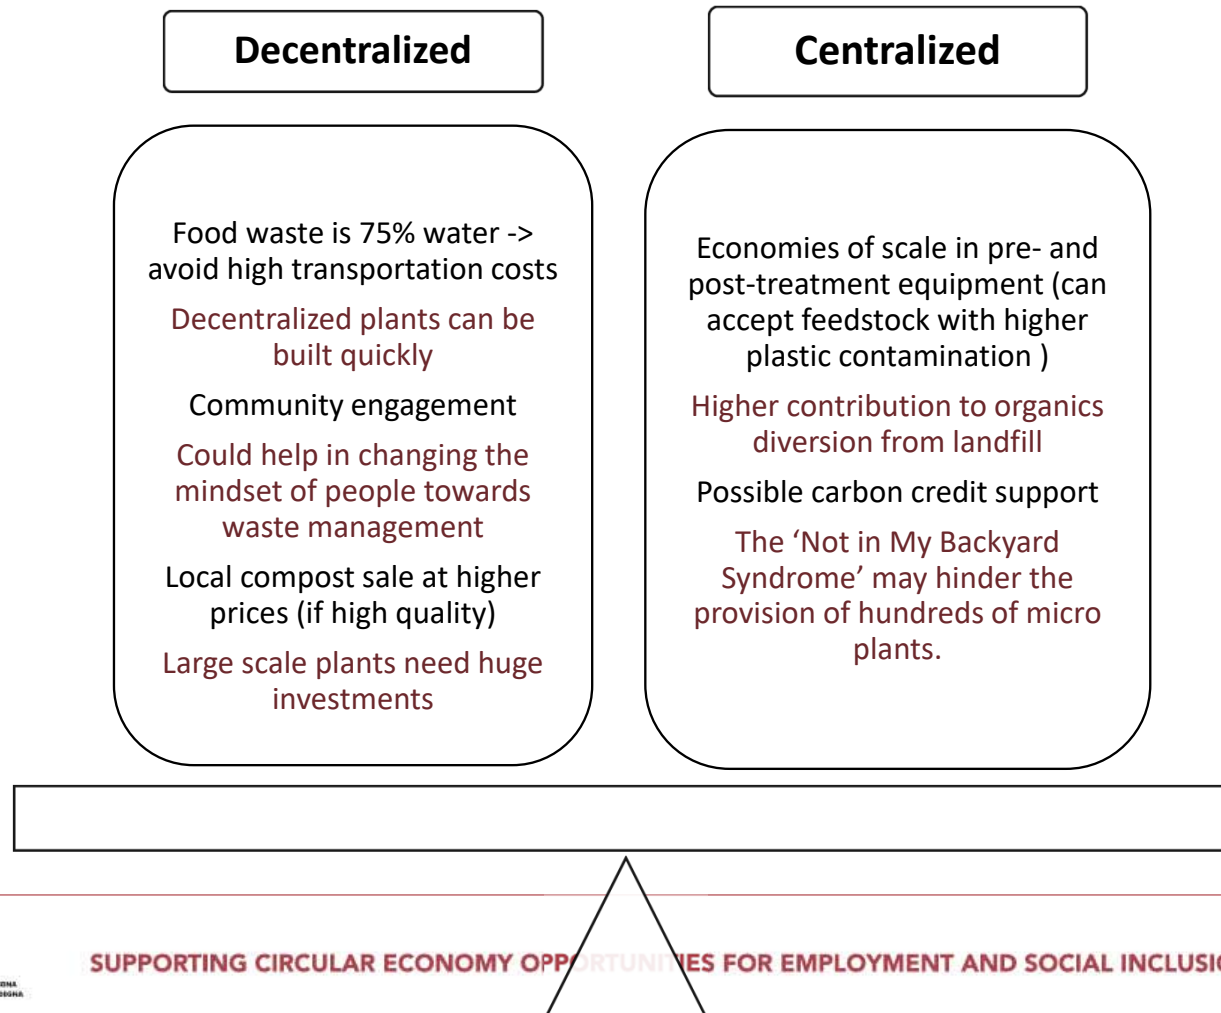 Decentralized
Centralized
Food waste is 75% water ->
avoid high transportation costs
Decentralized plants can be
built quickly
Community engagement
Could help in changing the
mindset of people towards
waste management
Local compost sale at higher
prices (if high quality)
Large scale plants need huge
investments
Economies of scale in pre- and
post-treatment equipment (can
accept feedstock with higher
plastic contamination )
Higher contribution to organics
diversion from landfill
Possible carbon credit support
The ‘Not in My Backyard
Syndrome’ may hinder the
provision of hundreds of micro
plants.
SUPPORTING CIRCULAR ECONOMY OPPORTUNITIES FOR EMPLOYMENT AND SOCIAL INCLUSIO